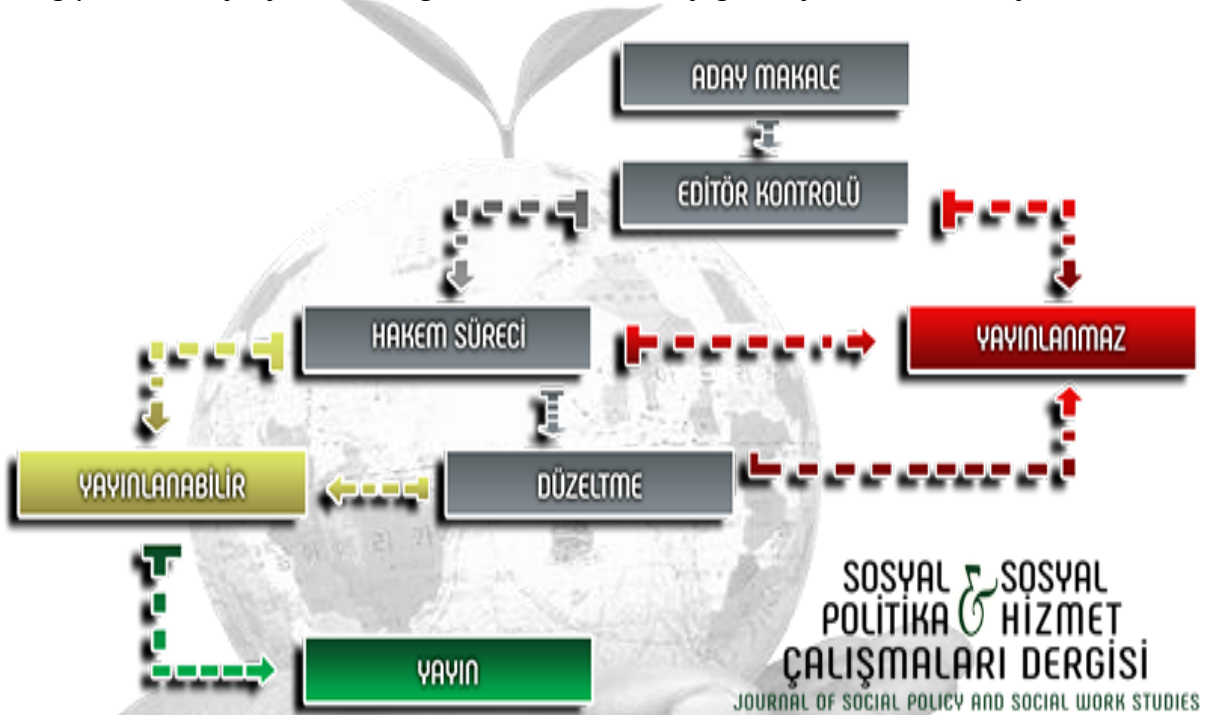 ADAY MAKALE
EDİTÖR KONTROLÜ
HAKEM SÜRECİ
YAYINLANMAZ
YAYINLANABİLİR
DÜZELTME
YAYIN
SOSYAL & SOSYAL
POLİTİKA HİZMET
ÇALIŞMALARI DERGİSİ
JOURNAL OF SOCIAL POLICY AND SOCIAL WORK STUDIES